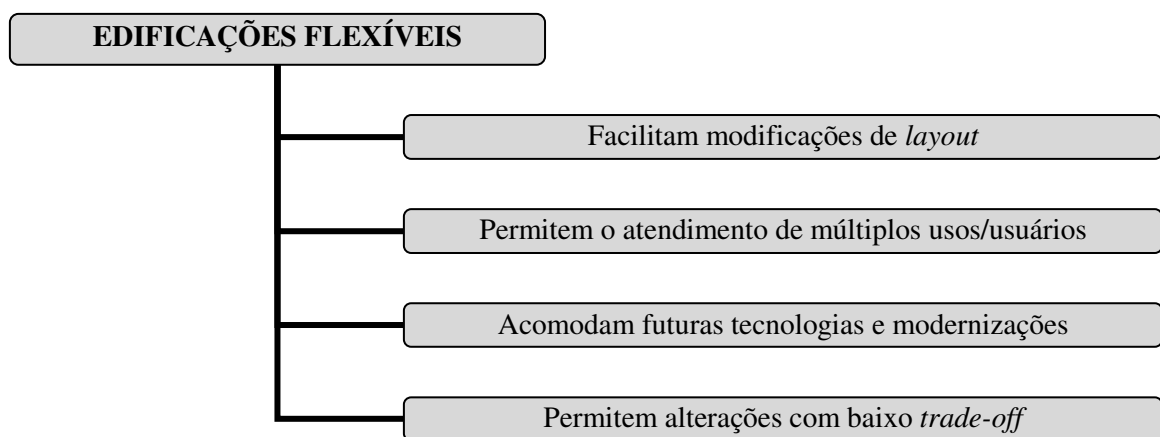 EDIFICAÇÕES FLEXÍVEIS
Facilitam modificações de layout
Permitem o atendimento de múltiplos usos/usuários
Acomodam futuras tecnologias e modernizações
Permitem alterações com baixo trade-off